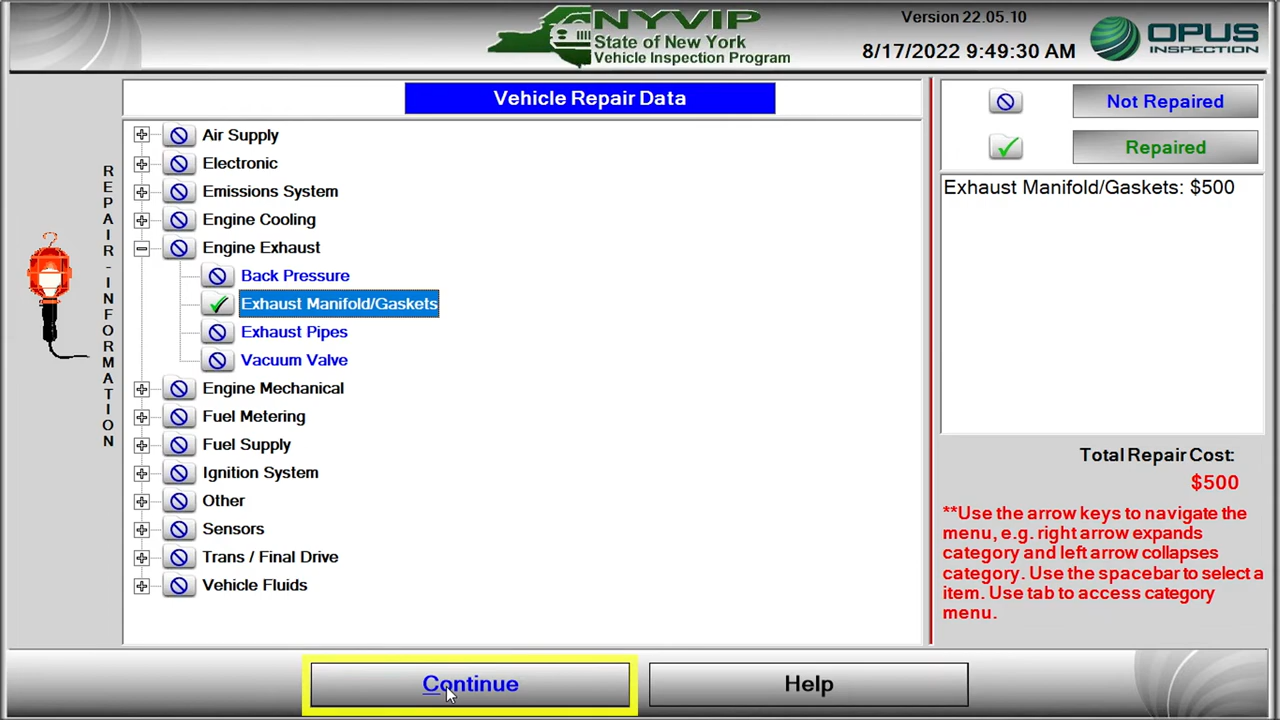 NYVIP
State of New York
Vehicle Inspection Program
Version 22.05.10
8/17/2022 9:49:30 AM
OPUS
INSPECTION
REPAIR-INFORMATION
Vehicle Repair Data
Air Supply
Electronic
Emissions System
Engine Cooling
Engine Exhaust
Back Pressure
Exhaust Manifold/Gaskets
Exhaust Pipes
Vacuum Valve
Engine Mechanical
Fuel Metering
Fuel Supply
Ignition System
Other
Sensors
Trans / Final Drive
Vehicle Fluids
Not Repaired
Repaired
Exhaust Manifold/Gaskets: $500
Total Repair Cost:
$500
**Use the arrow keys to navigate the
menu, e.g. right arrow expands
category and left arrow collapses
category. Use the spacebar to select a
item. Use tab to access category
menu.
Continue
Help